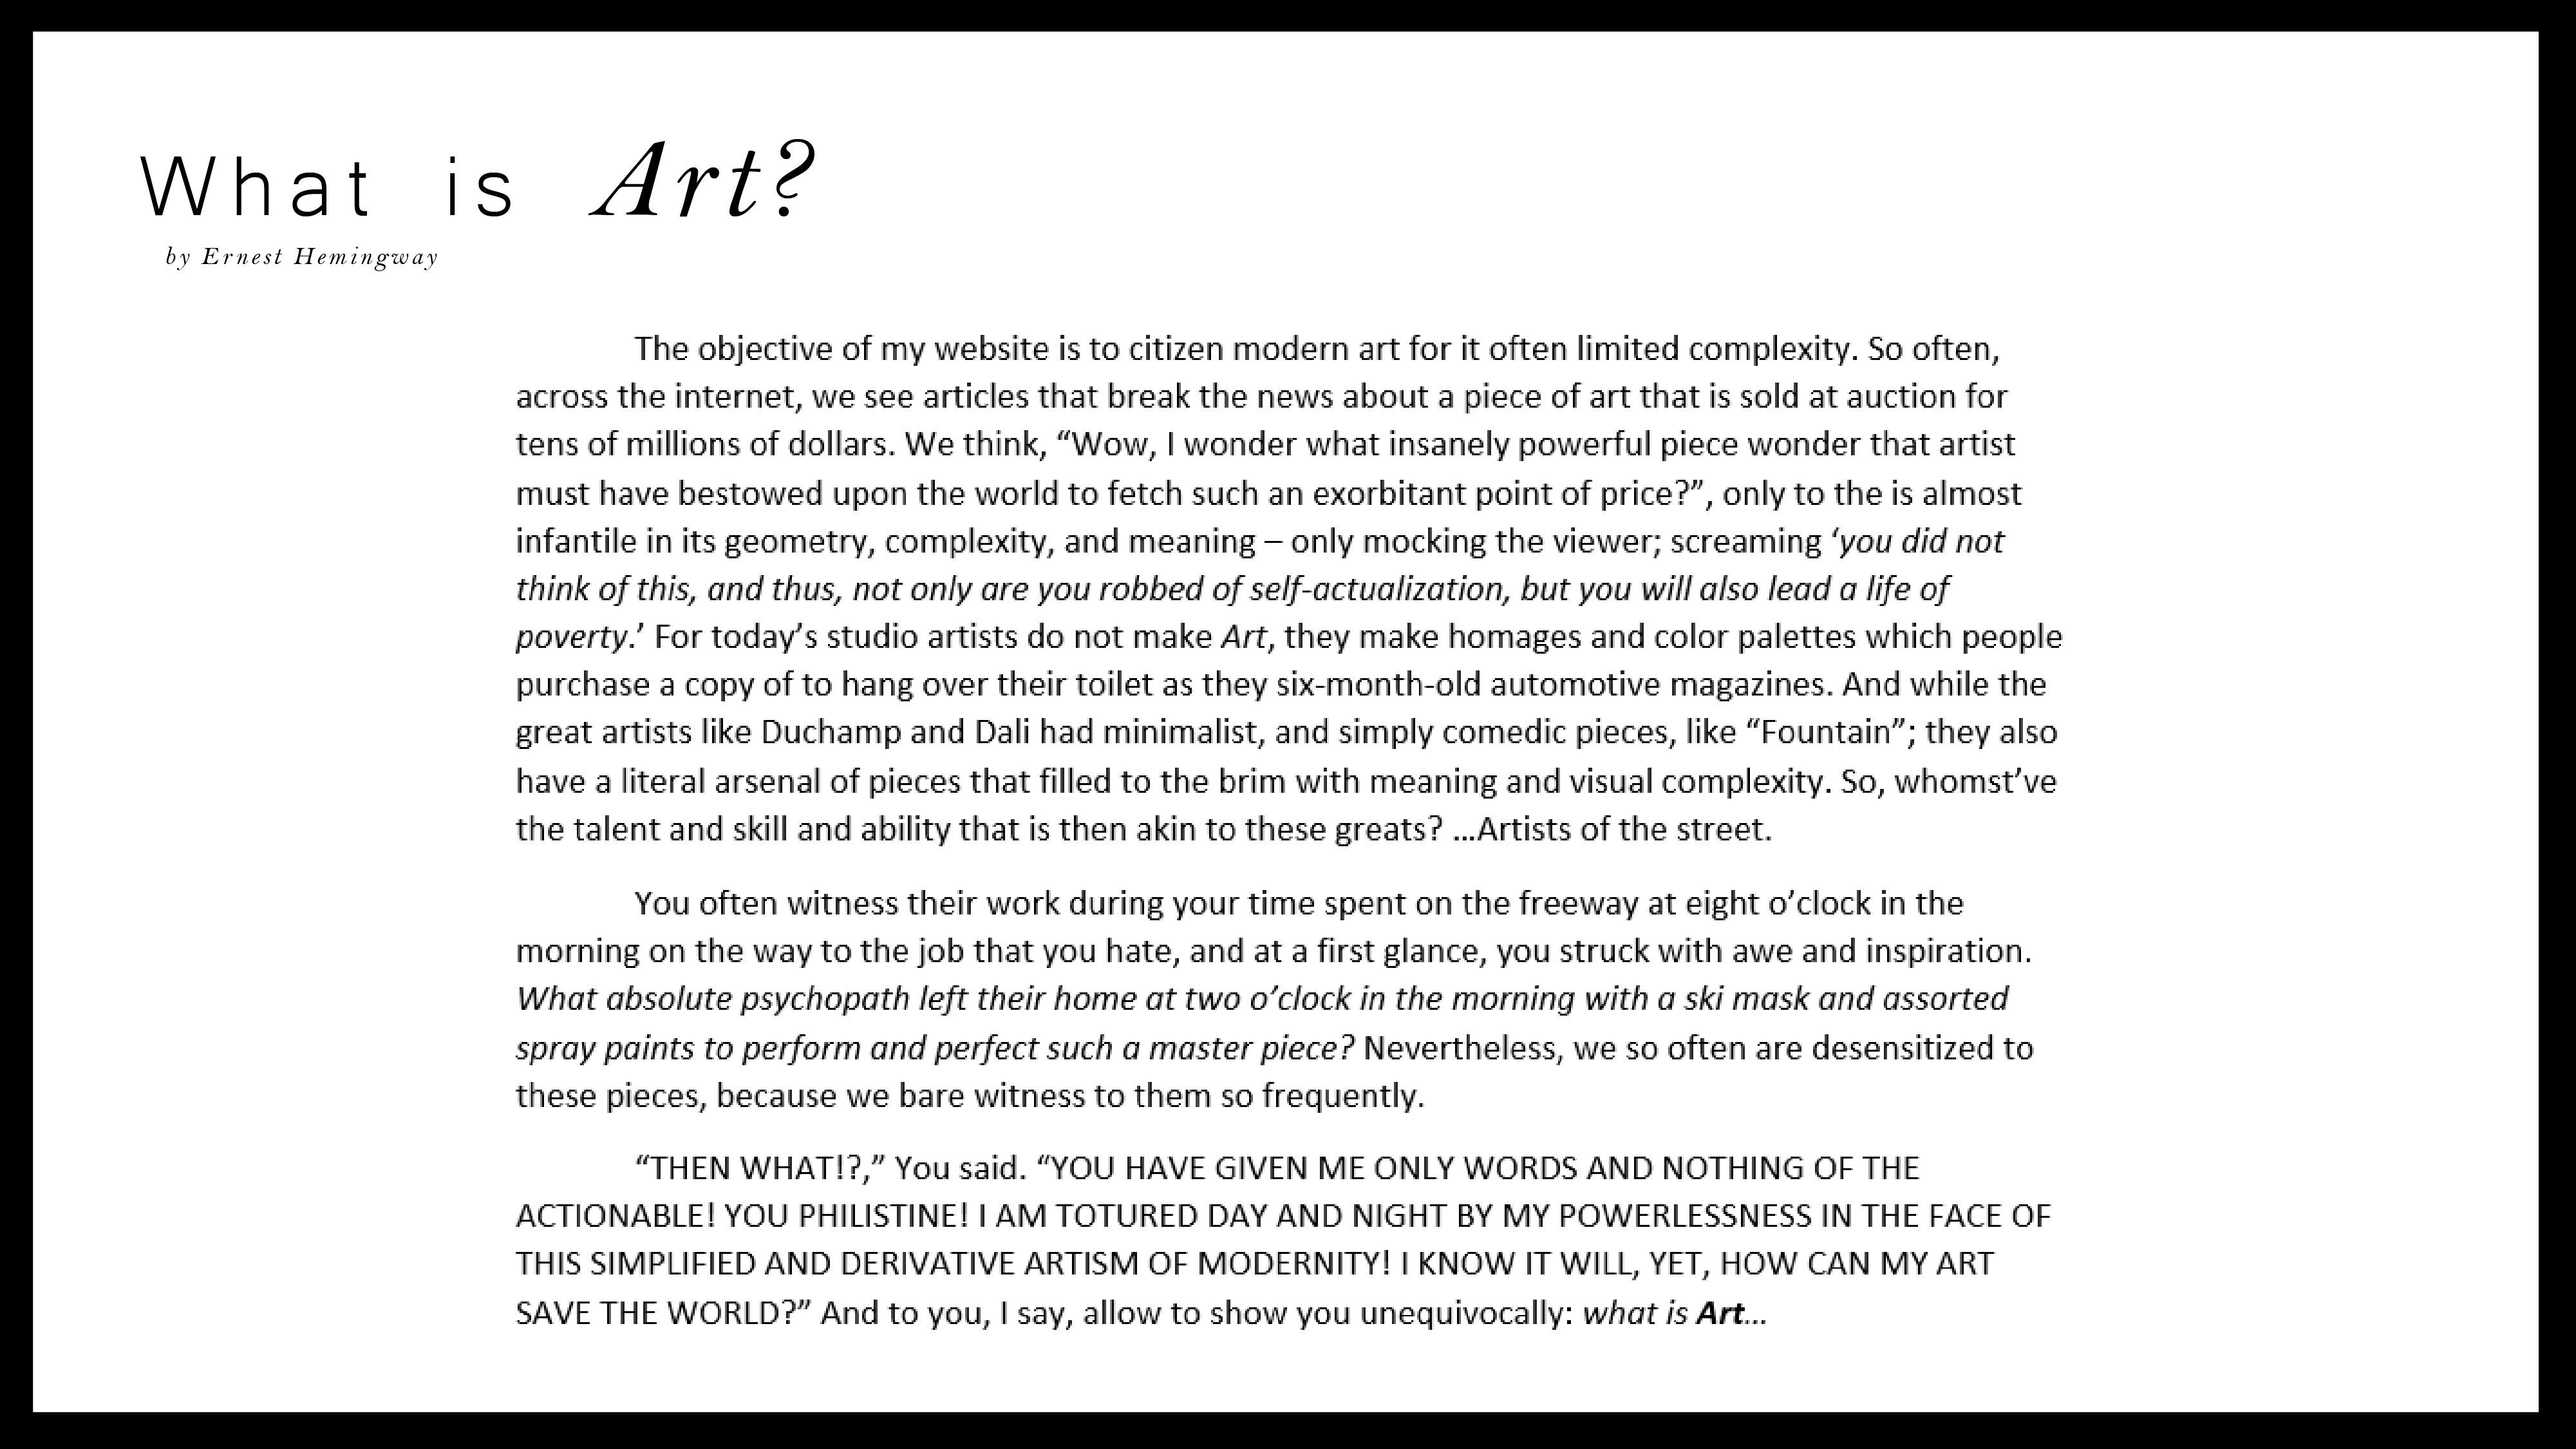 What is Art?
by Ernest Hemingway
The objective of my website is to citizen modern art for it often limited complexity. So often,
across the internet, we see articles that break the news about a piece of art that is sold at auction for
tens of millions of dollars. We think, “Wow, I wonder what insanely powerful piece wonder that artist
must have bestowed upon the world to fetch such an exorbitant point of price?”, only to the is almost
infantile in its geometry, complexity, and meaning – only mocking the viewer; screaming ‘you did not
think of this, and thus, not only are you robbed of self-actualization, but you will also lead a life of
poverty.’ For today’s studio artists do not make Art, they make homages and color palettes which people
purchase a copy of to hang over their toilet as they six-month-old automotive magazines. And while the
great artists like Duchamp and Dali had minimalist, and simply comedic pieces, like “Fountain”; they also
have a literal arsenal of pieces that filled to the brim with meaning and visual complexity. So, whomst’ve
the talent and skill and ability that is then akin to these greats? …Artists of the street.
You often witness their work during your time spent on the freeway at eight o’clock in the
morning on the way to the job that you hate, and at a first glance, you struck with awe and inspiration.
What absolute psychopath left their home at two o’clock in the morning with a ski mask and assorted
spray paints to perform and perfect such a master piece? Nevertheless, we so often are desensitized to
these pieces, because we bare witness to them so frequently.
“THEN WHAT!?,” You said. “YOU HAVE GIVEN ME ONLY WORDS AND NOTHING OF THE
ACTIONABLE! YOU PHILISTINE! I AM TOTURED DAY AND NIGHT BY MY POWERLESSNESS IN THE FACE OF
THIS SIMPLIFIED AND DERIVATIVE ARTISM OF MODERNITY! I KNOW IT WILL, YET, HOW CAN MY ART
SAVE THE WORLD?” And to you, I say, allow to show you unequivocally: what is Art…